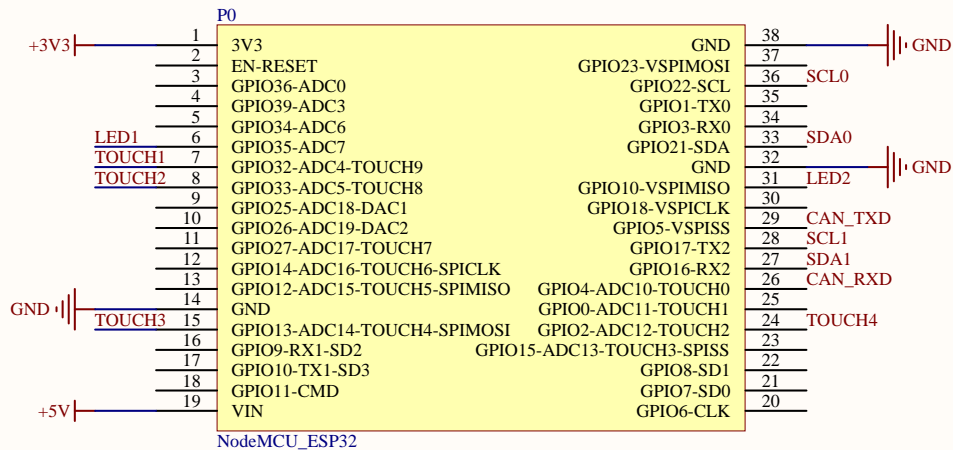 P0
+3V3 1 3V3 GND 38 GND
2 EN-RESET GPIO23-VSPIMOSI 37
3 GPIO36-ADC0 GPIO22-SCL 36 SCL0
4 GPIO39-ADC3 GPIO1-TX0 35
5 GPIO34-ADC6 GPIO3-RX0 34
LED1 6 GPIO35-ADC7 GPIO21-SDA 33 SDA0
TOUCH1 7 GPIO32-ADC4-TOUCH9 GND 32 GND
TOUCH2 8 GPIO33-ADC5-TOUCH8 GPIO10-VSPIMISO 31 LED2
9 GPIO25-ADC18-DAC1 GPIO18-VSPICLK 30
10 GPIO26-ADC19-DAC2 GPIO5-VSPISS 29 CAN_TXD
11 GPIO27-ADC17-TOUCH7 GPIO17-TX2 28 SCL1
12 GPIO14-ADC16-TOUCH6-SPICLK GPIO16-RX2 27 SDA1
13 GPIO12-ADC15-TOUCH5-SPIMISO GPIO4-ADC10-TOUCH0 26 CAN_RXD
GND 14 GND GPIO0-ADC11-TOUCH1 25
TOUCH3 15 GPIO13-ADC14-TOUCH4-SPIMOSI GPIO2-ADC12-TOUCH2 24 TOUCH4
16 GPIO9-RX1-SD2 GPIO15-ADC13-TOUCH3-SPISS 23
17 GPIO10-TX1-SD3 GPIO8-SD1 22
18 GPIO11-CMD GPIO7-SD0 21
+5V 19 VIN GPIO6-CLK 20
NodeMCU_ESP32